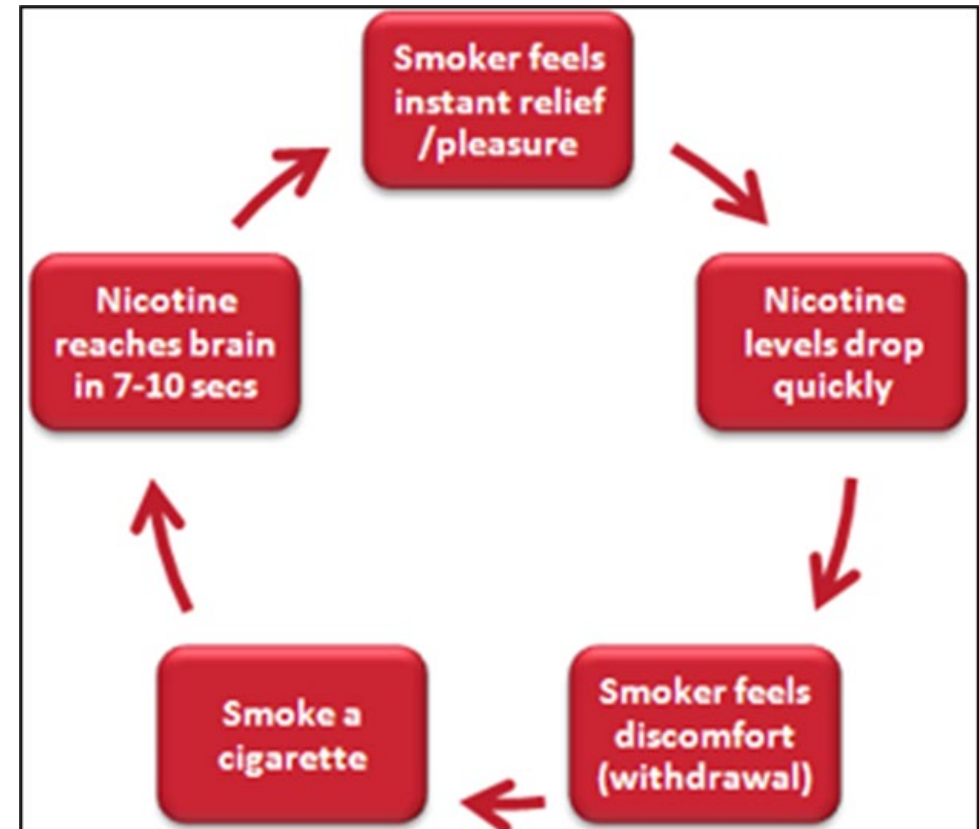 Smoker feels
instant relief
/pleasure
Nicotine
levels drop
quickly
Smoker feels
discomfort
(withdrawal)
Smoke a
cigarette
Nicotine
reaches brain
in 7-10 secs